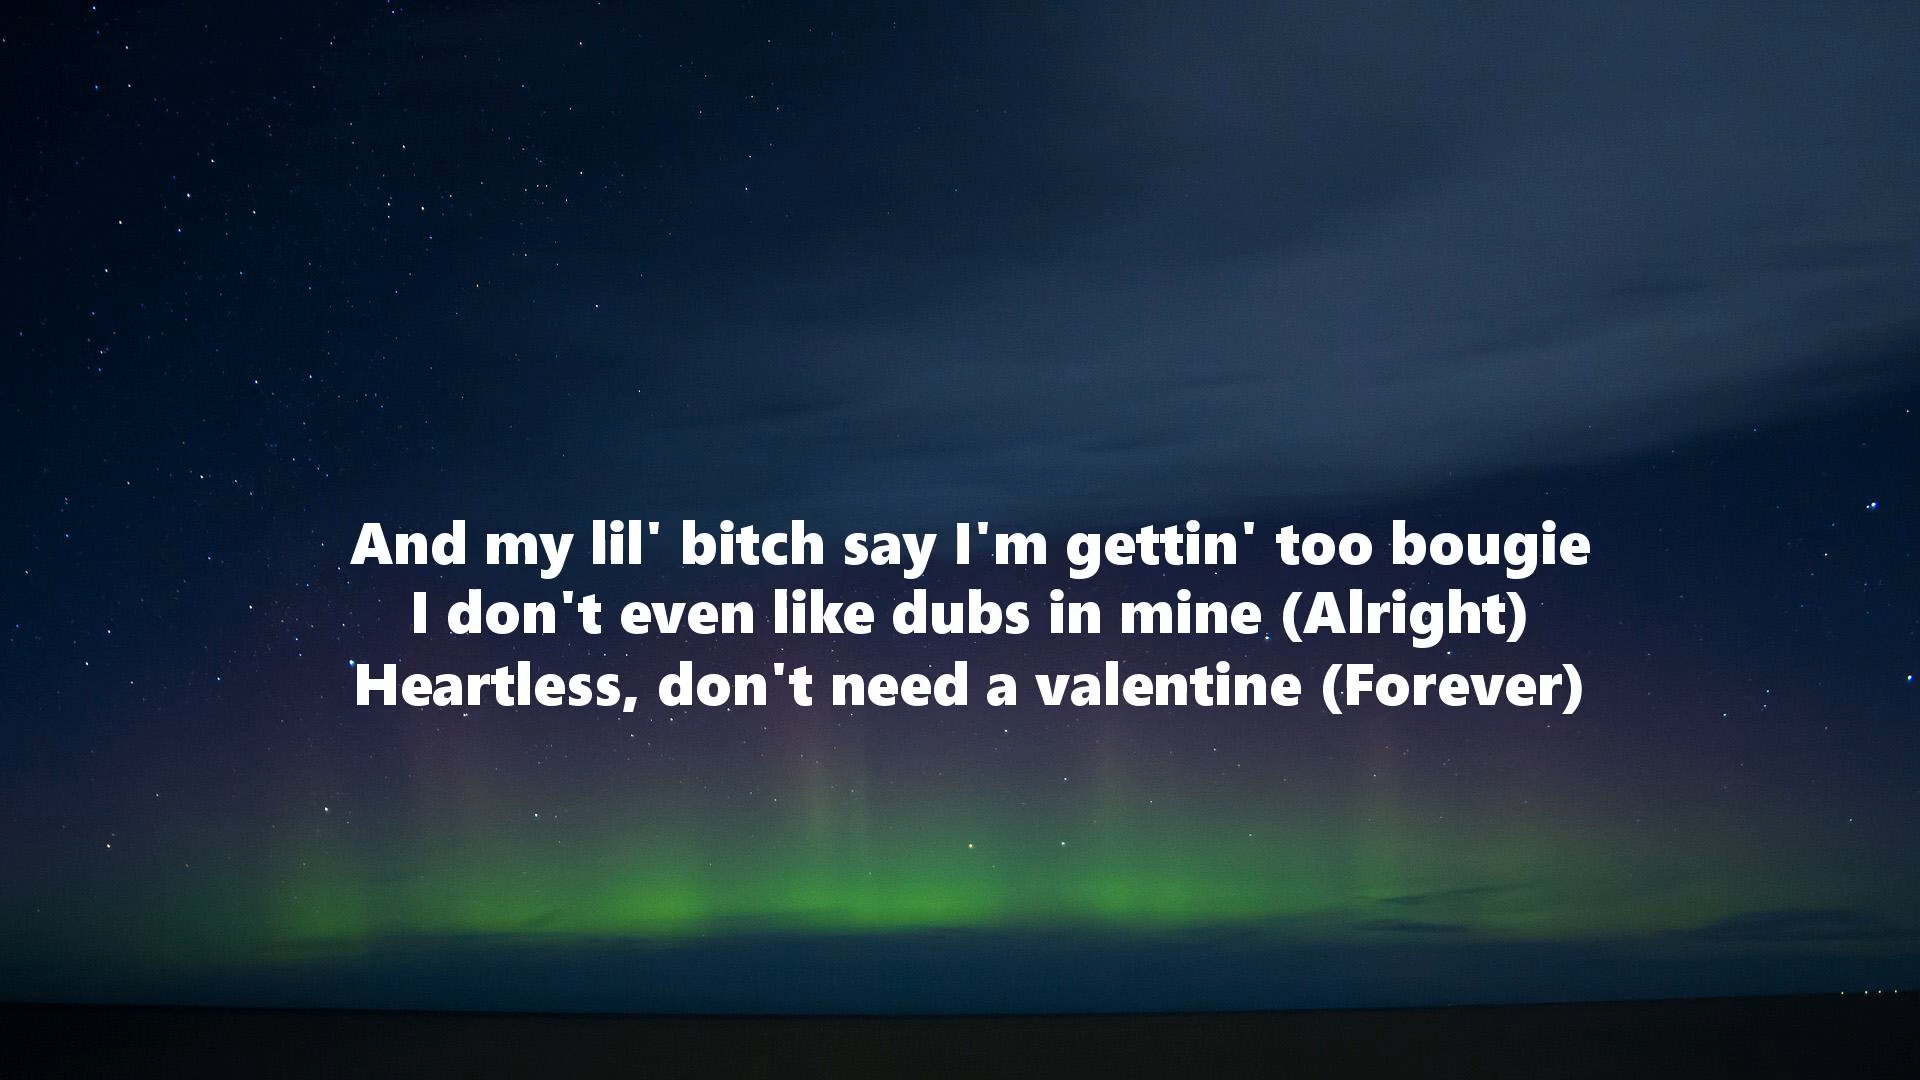 And my lil' bitch say I'm gettin' too bougie
I don't even like dubs in mine (Alright)
Heartless, don't need a valentine (Forever)